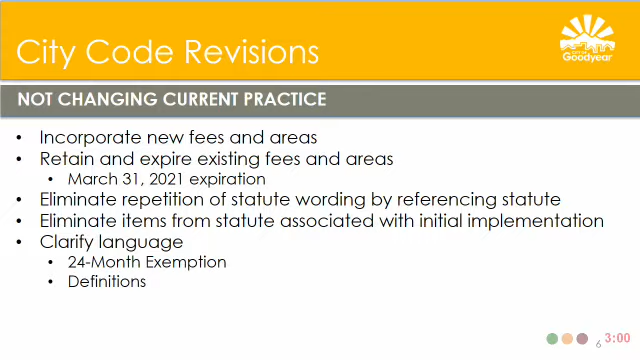 City Code Revisions
CITY OF
Goodyear
NOT CHANGING CURRENT PRACTICE
• Incorporate new fees and areas
• Retain and expire existing fees and areas
• March 31, 2021 expiration
• Eliminate repetition of statute wording by referencing statute
• Eliminate items from statute associated with initial implementation
• Clarify language
• 24-Month Exemption
• Definitions
6
3:00